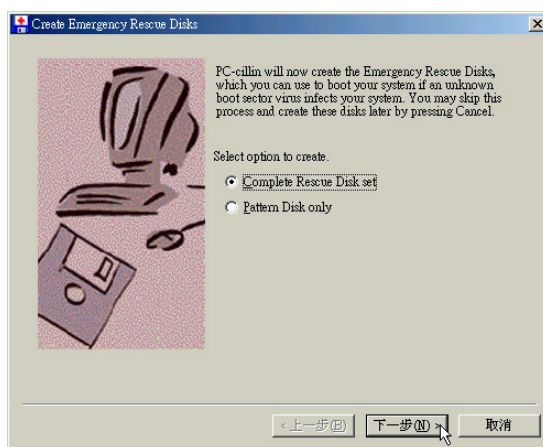 Create Emergency Rescue Disks
PC-cillin will now create the Emergency Rescue Disks,
which you can use to boot your system if an unknown
boot sector virus infects your system. You may skip this
process and create these disks later by pressing Cancel.
Select option to create.
Complete Rescue Disk set
Pattern Disk only
<上一步(B)
下一步(N) >
取消